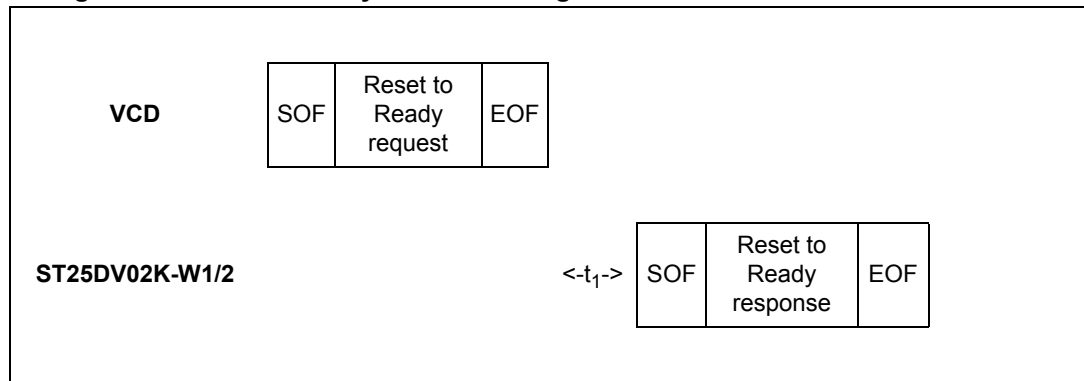 VCD
SOF
Reset to
Ready
request
EOF
ST25DV02K-W1/2
<-t1->
SOF
Reset to
Ready
response
EOF